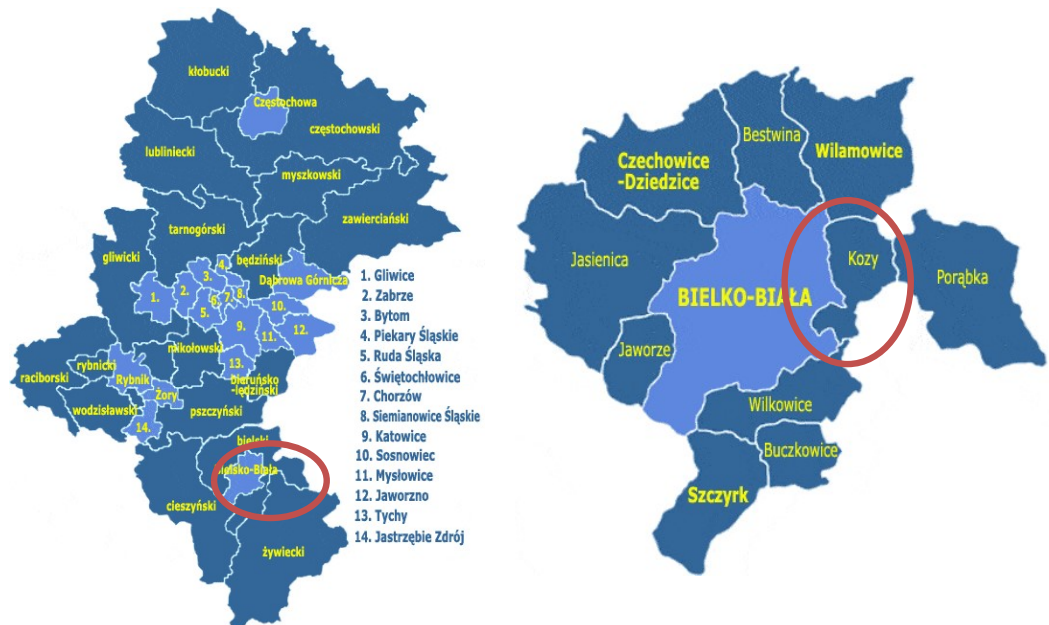 kłobucki
Częstochowa
częstochowski
lubliniecki
myszkowski
zawierciański
tarnogórski
gliwicki
będziński
Dąbrowa Górnicza
4.
3.
2.
1.
6.
7.
8.
5.
9.
10.
11.
12.
mikołowski
13.
rybnicki
Rybnik
raciborski
Bieruńsko
-lędziński
Żory
wodzisławski
pszczyński
14.
bielski
Bielsko-Biała
cieszyński
żywiecki
1. Gliwice
2. Zabrze
3. Bytom
4. Piekary Śląskie
5. Ruda Śląska
6. Świętochłowice
7. Chorzów
8. Siemianowice Śląskie
9. Katowice
10. Sosnowiec
11. Mysłowice
12. Jaworzno
13. Tychy
14. Jastrzębie Zdrój
Bestwina
Czechowice
-Dziedzice
Wilamowice
Jasienica
Kozy
Porąbka
BIELKO-BIAŁA
Jaworze
Wilkowice
Buczkowice
Szczyrk